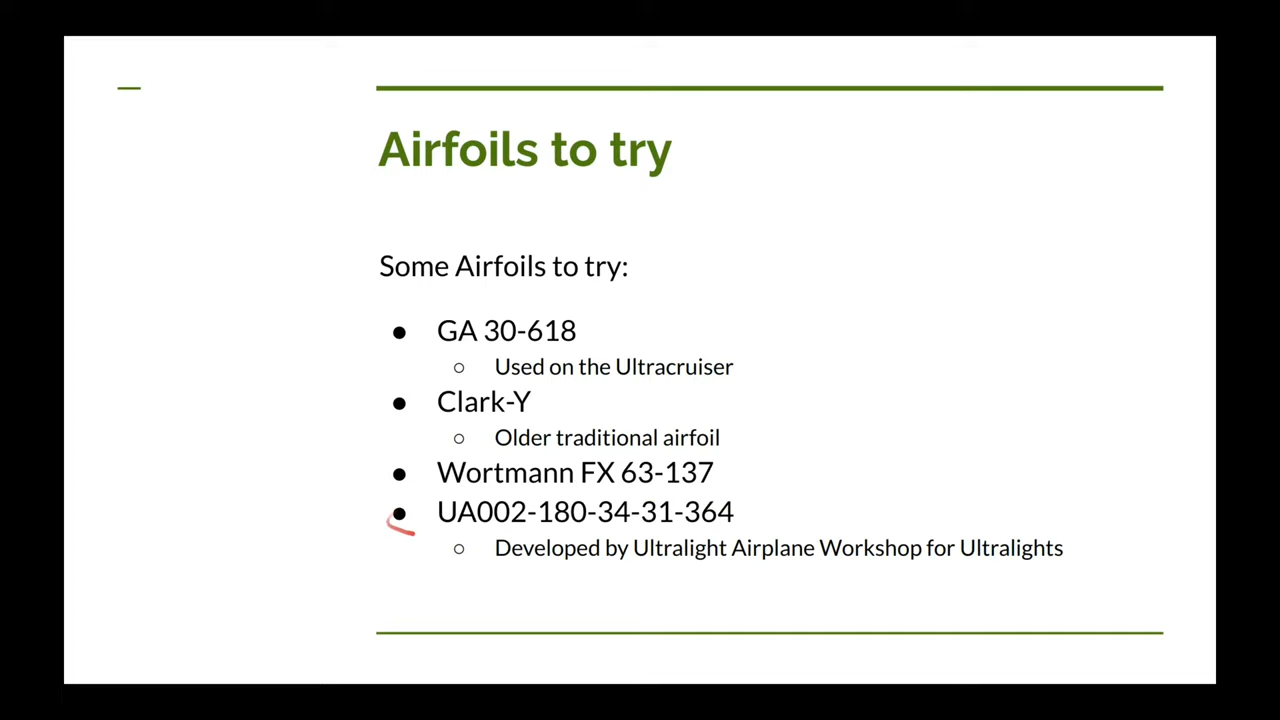 Airfoils to try
Some Airfoils to try:
● GA 30-618
○ Used on the Ultracruiser
● Clark-Y
○ Older traditional airfoil
● Wortmann FX 63-137
● UA002-180-34-31-364
○ Developed by Ultralight Airplane Workshop for Ultralights